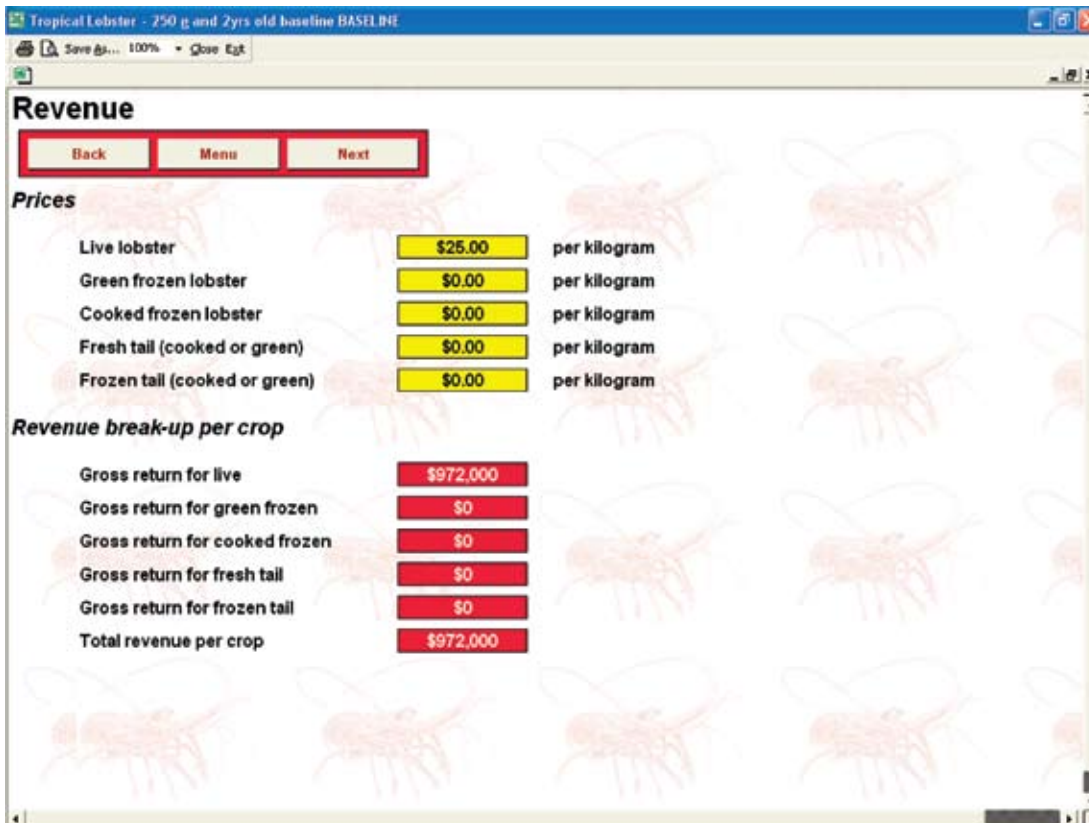 Tropical Lobster - 250 g and 2yrs old baseline BASELINE
Save As... 100% Close Exit
Revenue
Back Menu Next
Prices
Live lobster $25.00 per kilogram
Green frozen lobster $0.00 per kilogram
Cooked frozen lobster $0.00 per kilogram
Fresh tail (cooked or green) $0.00 per kilogram
Frozen tail (cooked or green) $0.00 per kilogram
Revenue break-up per crop
Gross return for live $972,000
Gross return for green frozen $0
Gross return for cooked frozen $0
Gross return for fresh tail $0
Gross return for frozen tail $0
Total revenue per crop $972,000